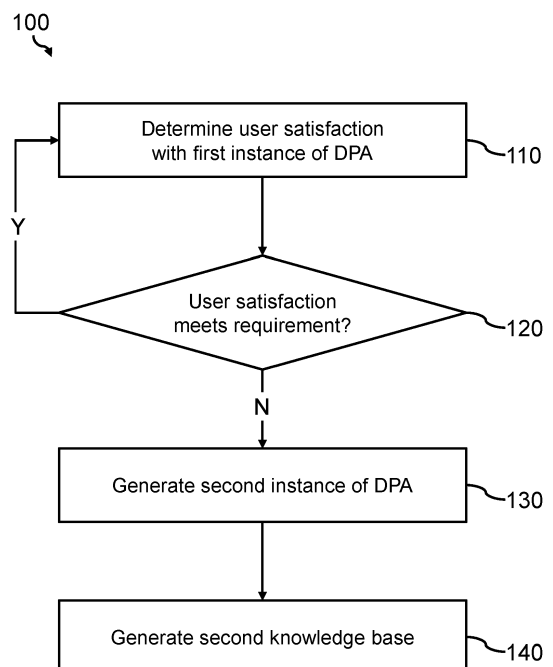 100
Determine user satisfaction
with first instance of DPA
110
Y
User satisfaction
meets requirement?
120
N
Generate second instance of DPA
130
Generate second knowledge base
140